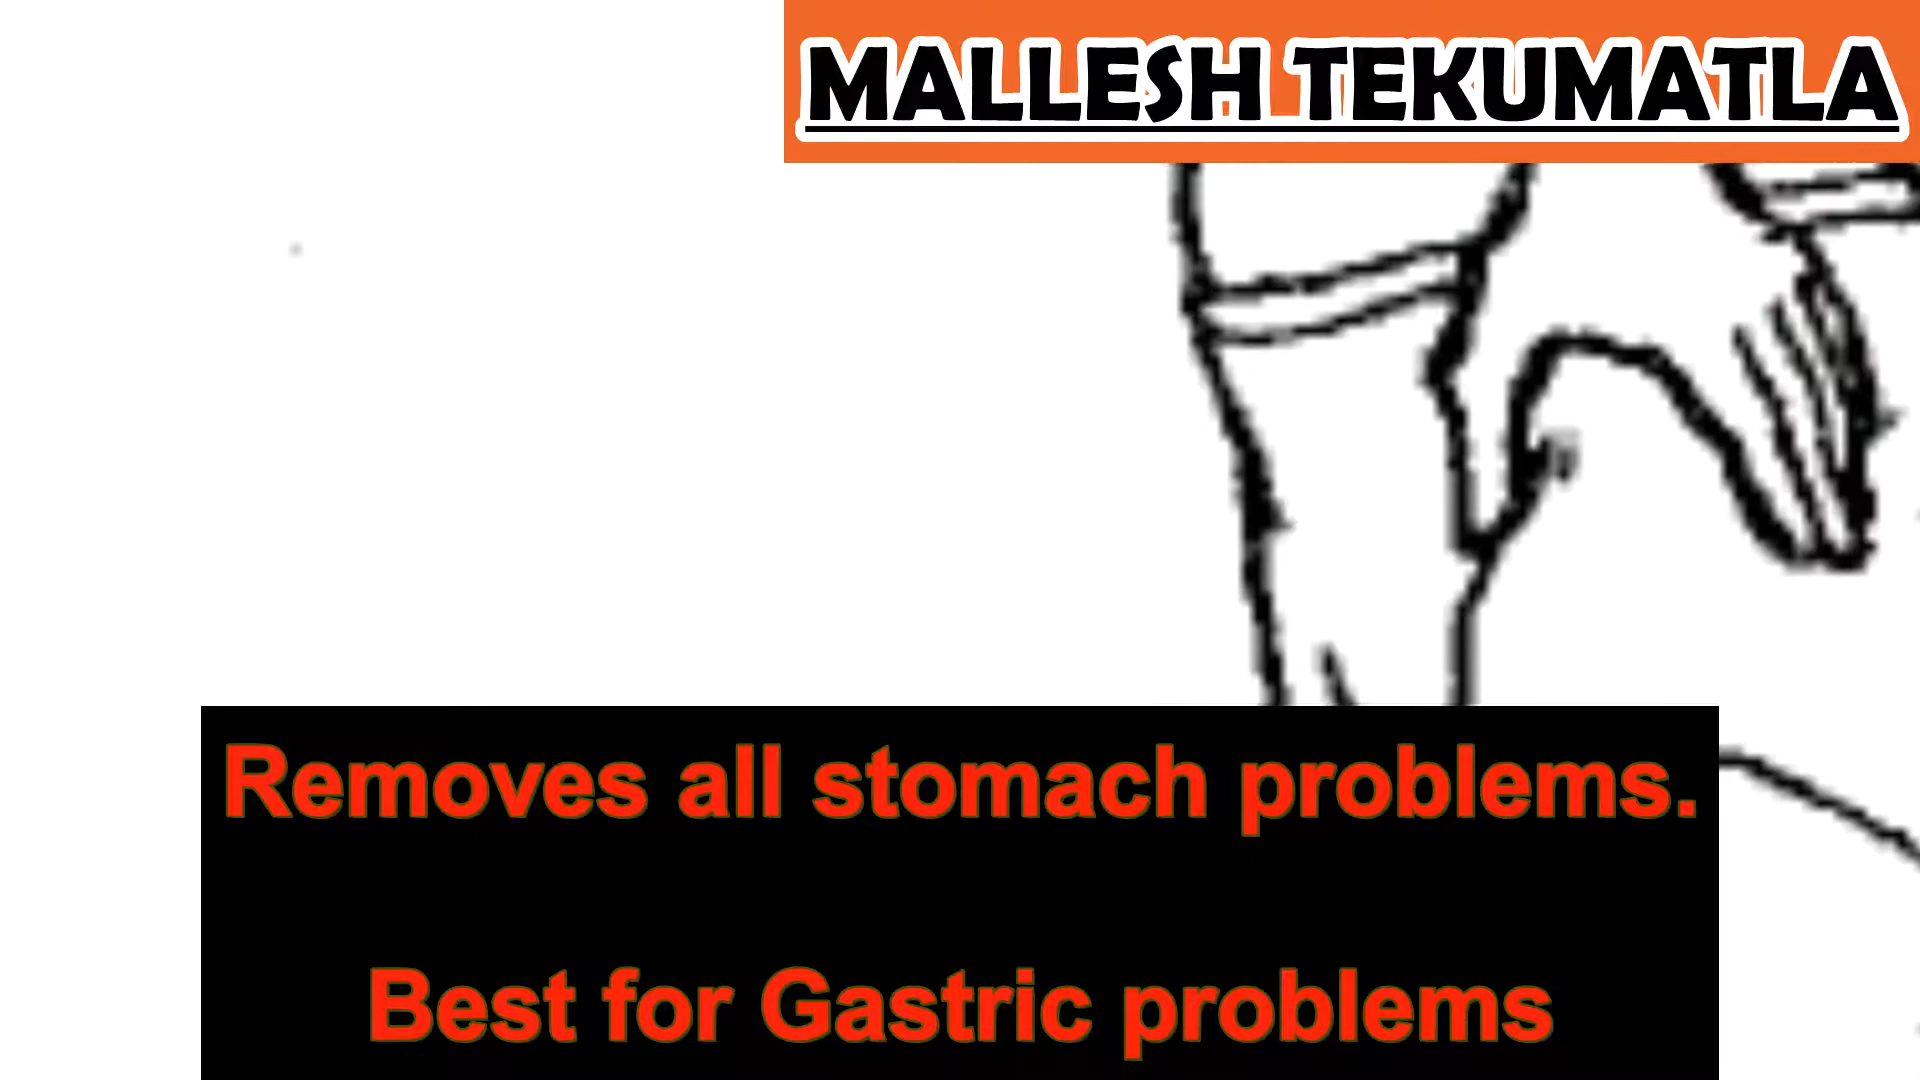 MALLESH TEKUMATLA
Removes all stomach problems.
Best for Gastric problems